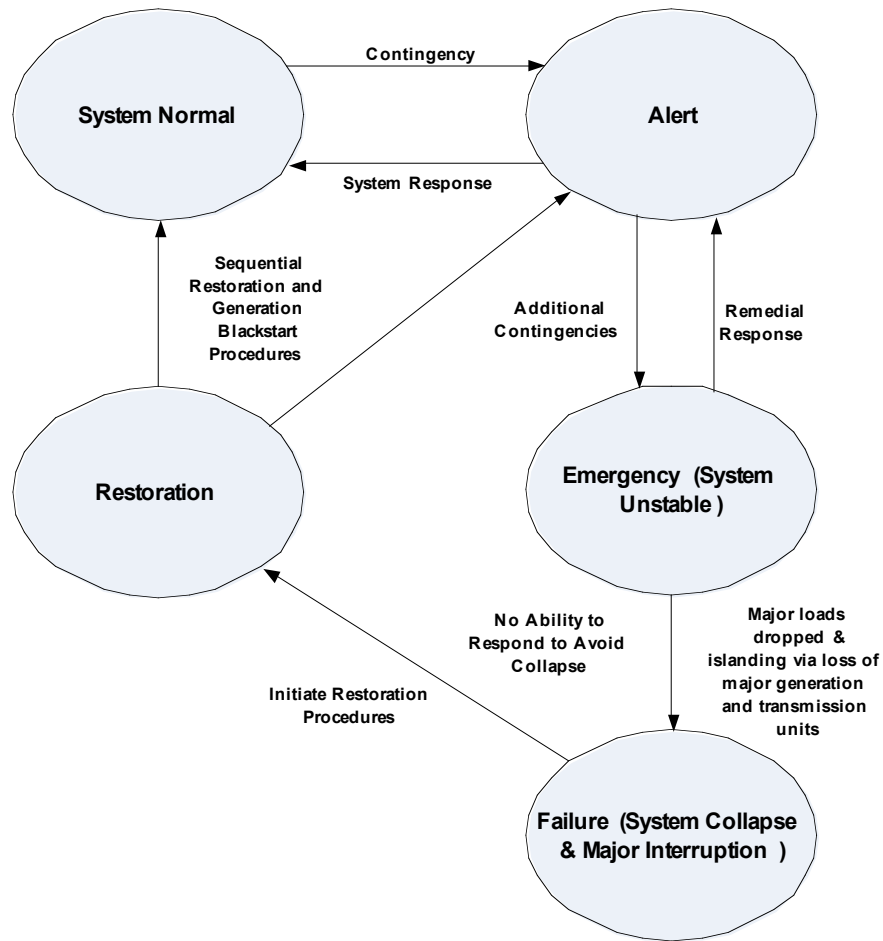 Contingency
System Normal
Alert
System Response
Sequential
Restoration and
Generation
Blackstart
Procedures
Additional
Contingencies
Remedial
Response
Restoration
Emergency (System
Unstable )
No Ability to
Respond to Avoid
Collapse
Major loads
dropped &
islanding via loss of
major generation
and transmission
units
Initiate Restoration
Procedures
Failure (System Collapse
& Major Interruption )